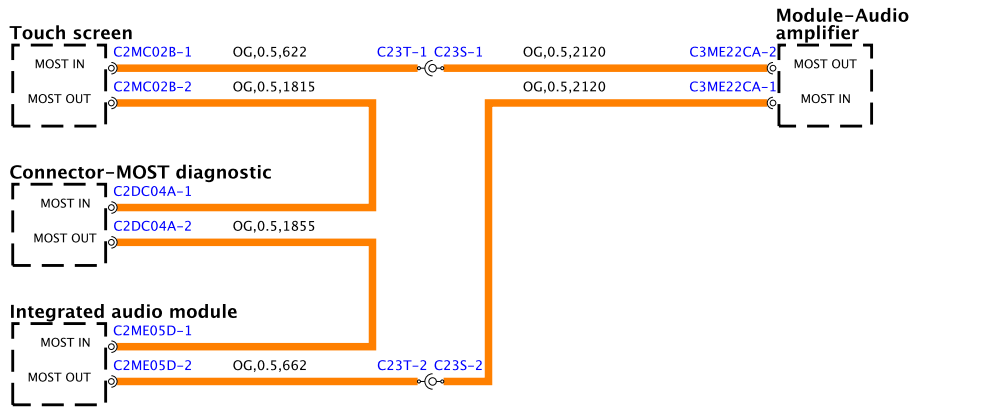 Module-Audio
amplifier
Touch screen
C2MC02B-1 OG,0.5,622 C23T-1 C23S-1 OG,0.5,2120 C3ME22CA-2
MOST IN MOST OUT
C2MC02B-2 OG,0.5,1815 OG,0.5,2120 C3ME22CA-1
MOST OUT MOST IN
Connector-MOST diagnostic
C2DC04A-1
MOST IN
C2DC04A-2 OG,0.5,1855
MOST OUT
Integrated audio module
C2ME05D-1
MOST IN
C2ME05D-2 OG,0.5,662 C23T-2 C23S-2
MOST OUT